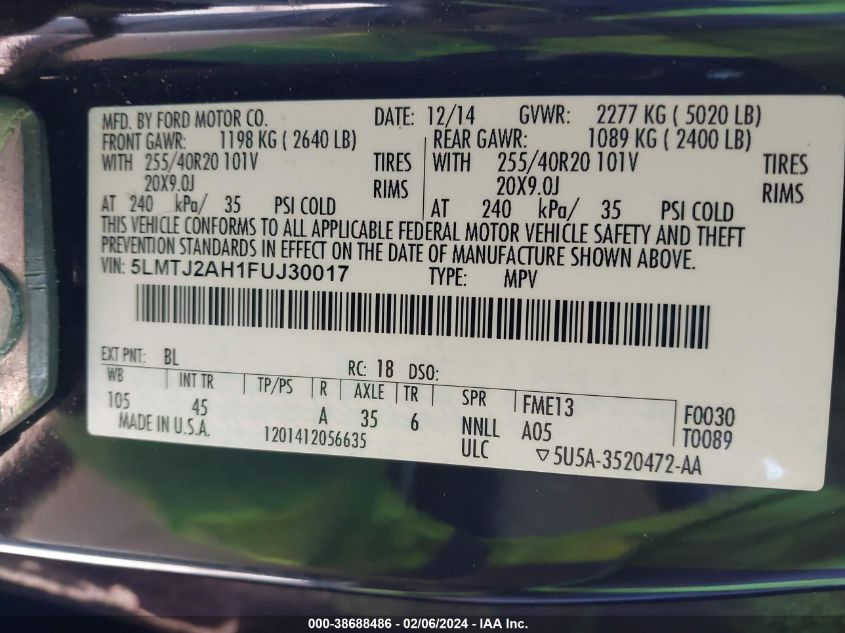 MFD. BY FORD MOTOR CO. DATE: 12/14 GVWR: 2277 KG ( 5020 LB)
FRONT GAWR: 1198 KG ( 2640 LB) REAR GAWR: 1089 KG ( 2400 LB)
WITH 255/40R20 101V TIRES WITH 255/40R20 101V TIRES
20X9.0J RIMS 20X9.0J RIMS
AT 240 kPa/ 35 PSI COLD AT 240 kPa/ 35 PSI COLD
THIS VEHICLE CONFORMS TO ALL APPLICABLE FEDERAL MOTOR VEHICLE SAFETY AND THEFT
PREVENTION STANDARDS IN EFFECT ON THE DATE OF MANUFACTURE SHOWN ABOVE.
VIN: 5LMTJ2AH1FUJ30017 TYPE: MPV
EXT PNT: BL RC: 18 DSO:
WB INT TR TP/PS R AXLE TR SPR FME13 F0030
105 45 A 35 6 NNLL A05 T0089
MADE IN U.S.A. 1201412056635 ULC ▽5U5A-3520472-AA
000-38688486 - 02/06/2024 - IAA Inc.